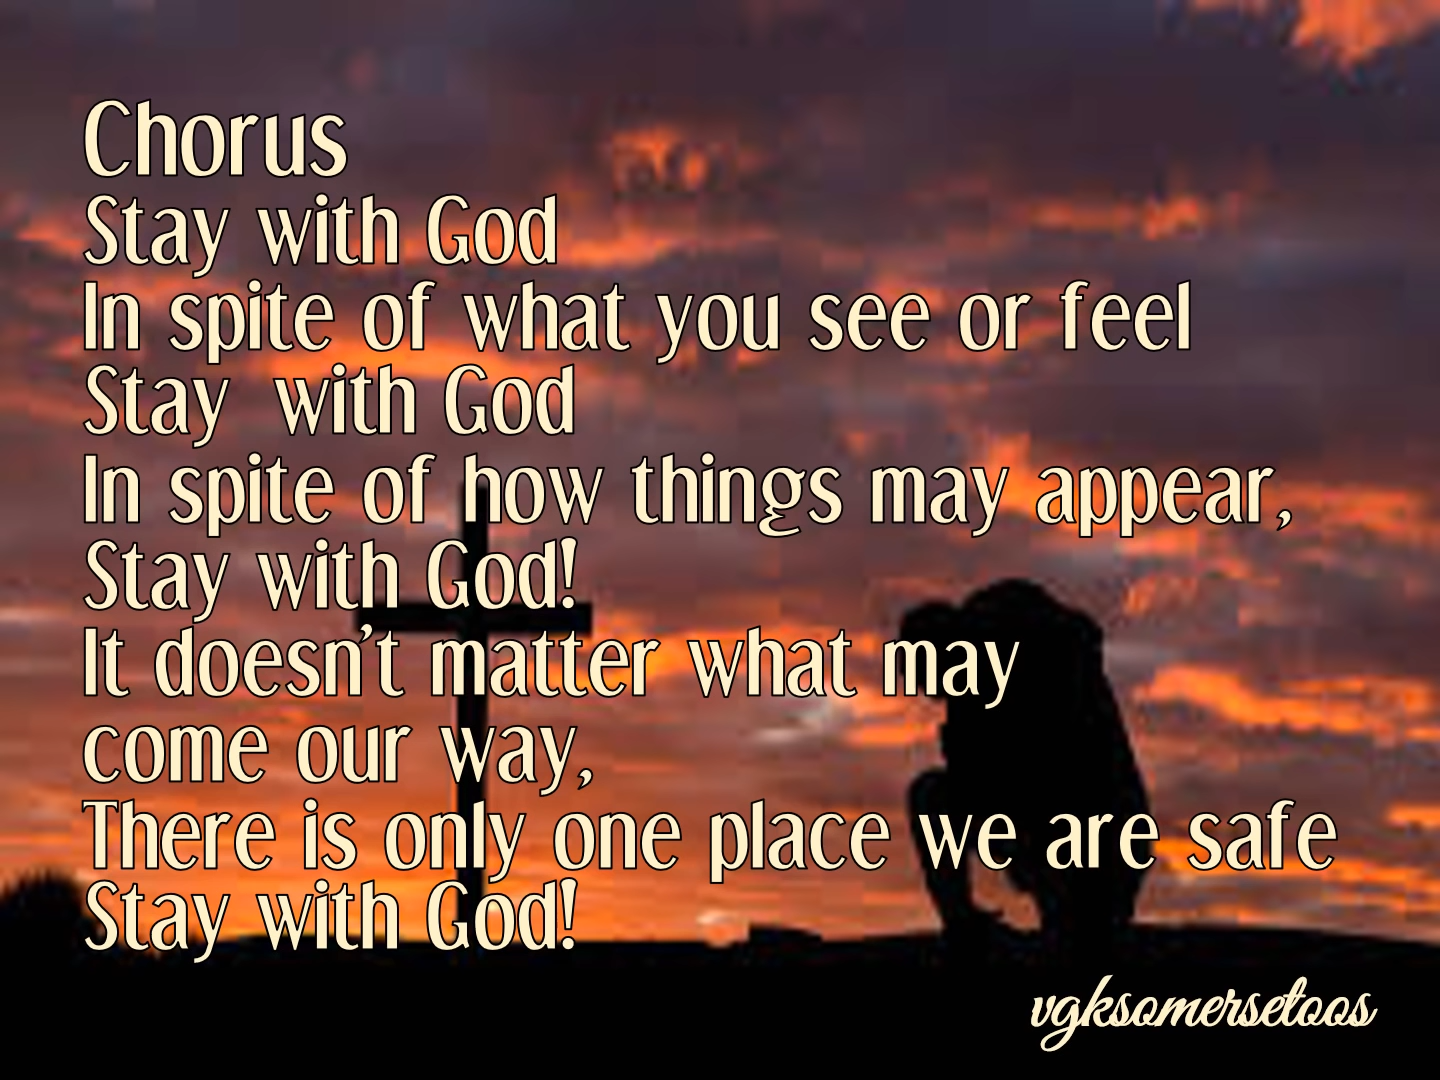 Chorus
Stay with God
In spite of what you see or feel
Stay with God
In spite of how things may appear,
Stay with God!
It doesn't matter what may
come our way,
There is only one place we are safe
Stay with God!
vgksomersetoos